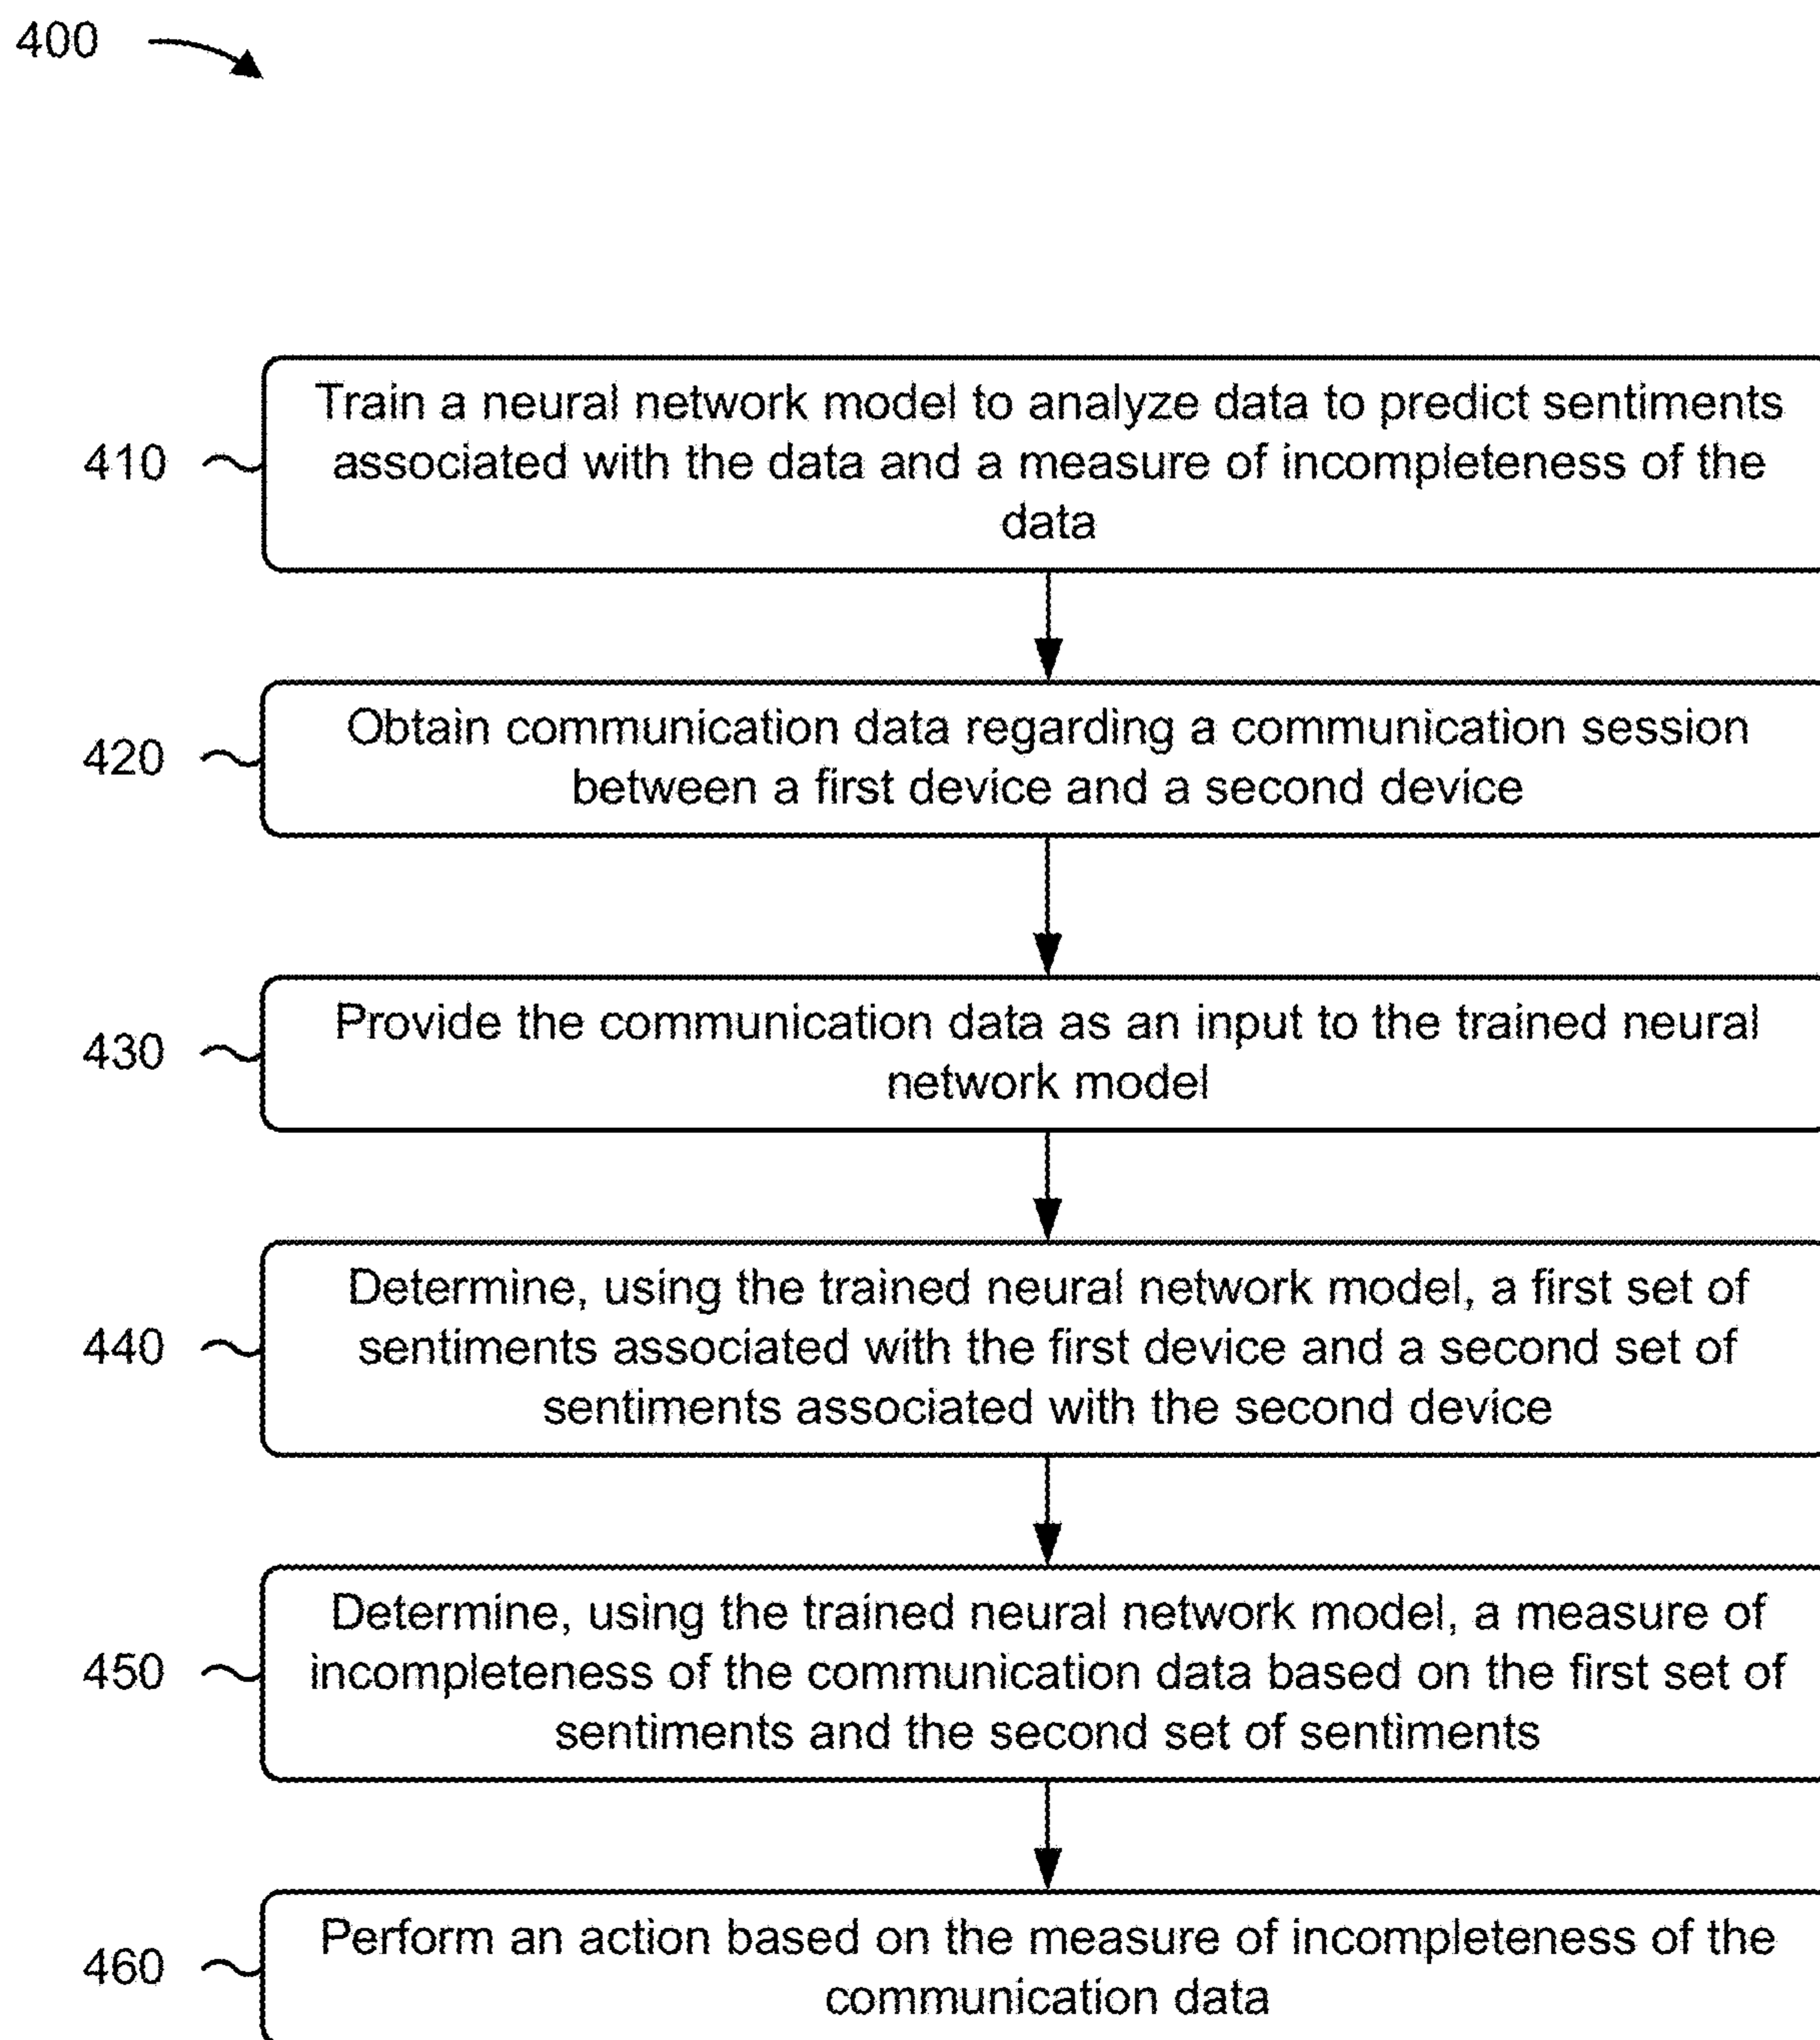 400
Train a neural network model to analyze data to predict sentiments
410
associated with the data and a measure of incompleteness of the
data
Obtain communication data regarding a communication session
420
between a first device and a second device
Provide the communication data as an input to the trained neural
430
network model
Determine, using the trained neural network model, a first set of
440
sentiments associated with the first device and a second set of
sentiments associated with the second device
Determine, using the trained neural network model, a measure of
450
incompleteness of the communication data based on the first set of
sentiments and the second set of sentiments
Perform an action based on the measure of incompleteness of the
460
communication data